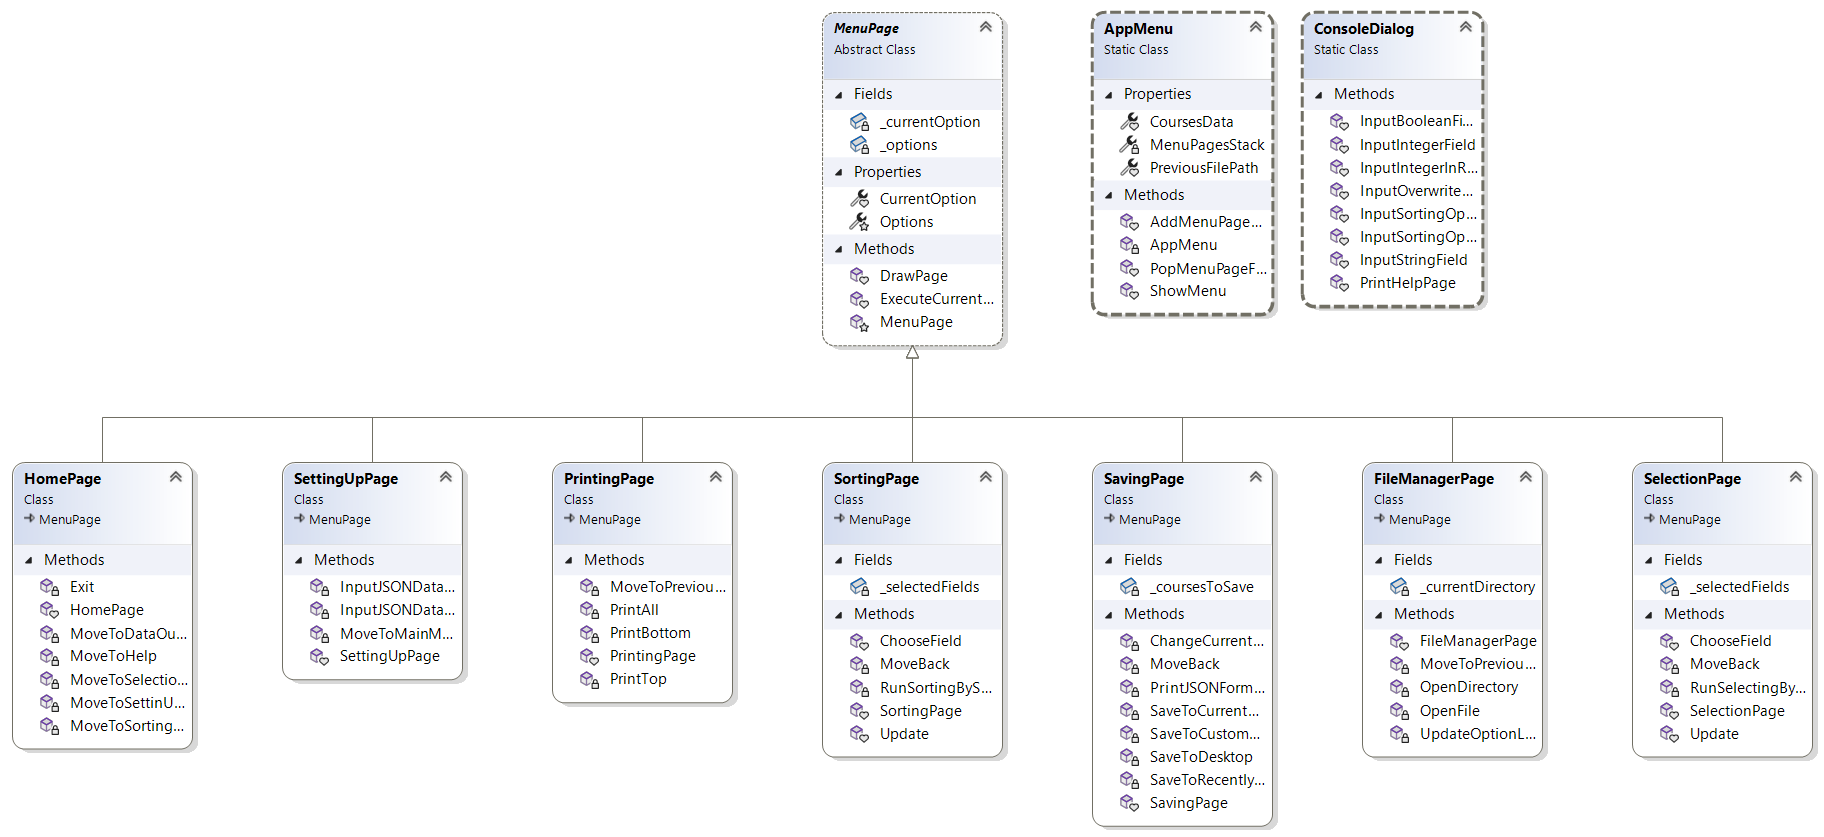 MenuPage
Abstract Class
Fields
_currentOption
_options
Properties
CurrentOption
Options
Methods
DrawPage
ExecuteCurrent...
MenuPage
AppMenu
Static Class
Properties
CoursesData
MenuPagesStack
PreviousFilePath
Methods
AddMenuPage...
AppMenu
PopMenuPageF...
ShowMenu
ConsoleDialog
Static Class
Methods
InputBooleanFi...
InputIntegerField
InputIntegerInR...
InputOverwrite...
InputSortingOp...
InputSortingOp...
InputStringField
PrintHelpPage
HomePage
Class
MenuPage
Methods
Exit
HomePage
MoveToDataOu...
MoveToHelp
MoveToSelectio...
MoveToSettinU...
MoveToSorting...
SettingUpPage
Class
MenuPage
Methods
InputJSONData...
InputJSONData...
MoveToMainM...
SettingUpPage
PrintingPage
Class
MenuPage
Methods
MoveToPreviou...
PrintAll
PrintBottom
PrintingPage
PrintTop
SortingPage
Class
MenuPage
Fields
_selectedFields
Methods
ChooseField
MoveBack
RunSortingByS...
SortingPage
Update
SavingPage
Class
MenuPage
Fields
_coursesToSave
Methods
ChangeCurrent...
MoveBack
PrintJSONForm...
SaveToCurrent...
SaveToCustom...
SaveToDesktop
SaveToRecently...
SavingPage
FileManagerPage
Class
MenuPage
Fields
_currentDirectory
Methods
FileManagerPage
MoveToPreviou...
OpenDirectory
OpenFile
UpdateOptionL...
SelectionPage
Class
MenuPage
Fields
_selectedFields
Methods
ChooseField
MoveBack
RunSelectingBy...
SelectionPage
Update